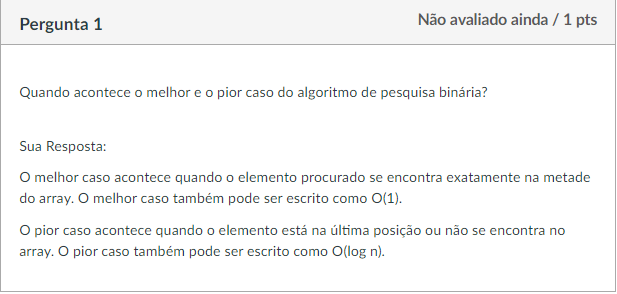 Pergunta 1
Não avaliado ainda / 1 pts
Quando acontece o melhor e o pior caso do algoritmo de pesquisa binária?
Sua Resposta:
O melhor caso acontece quando o elemento procurado se encontra exatamente na metade
do array. O melhor caso também pode ser escrito como O(1).
O pior caso acontece quando o elemento está na última posição ou não se encontra no
array. O pior caso também pode ser escrito como O(log n).